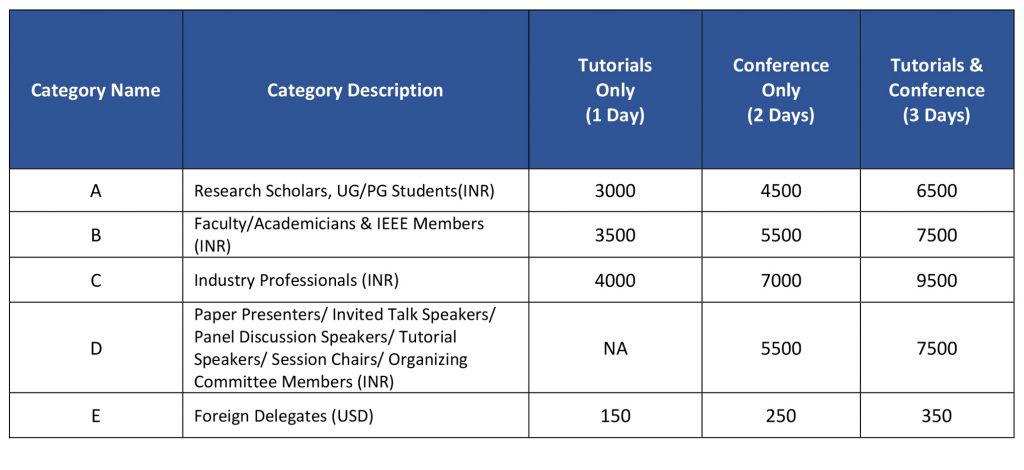 Category Name
Category Description
Tutorials
Only
(1 Day)
Conference
Only
(2 Days)
Tutorials &
Conference
(3 Days)
A
Research Scholars, UG/PG Students(INR)
3000
4500
6500
B
Faculty/Academicians & IEEE Members
(INR)
3500
5500
7500
C
Industry Professionals (INR)
4000
7000
9500
D
Paper Presenters/ Invited Talk Speakers/
Panel Discussion Speakers/ Tutorial
Speakers/ Session Chairs/ Organizing
Committee Members (INR)
NA
5500
7500
E
Foreign Delegates (USD)
150
250
350